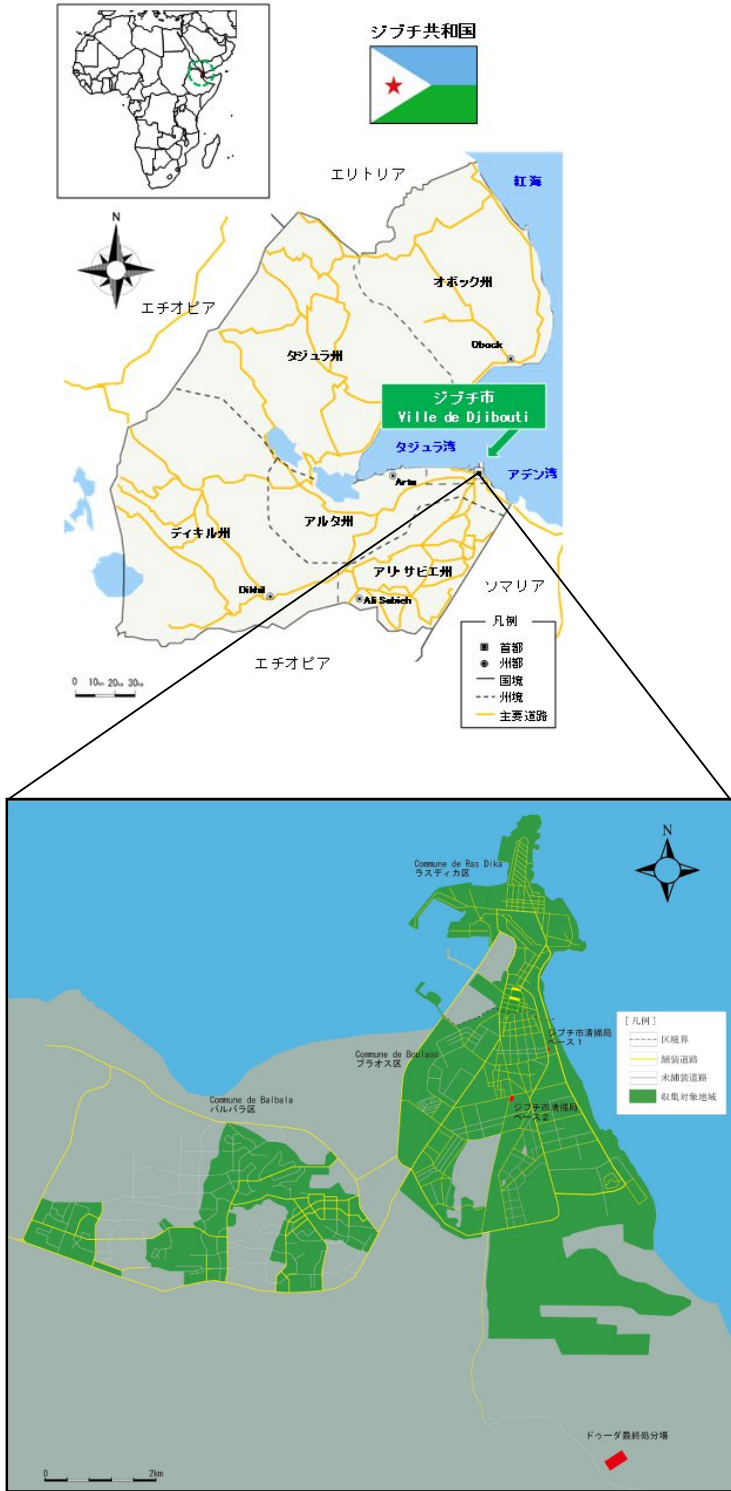 ジブチ共和国
エリトリア
紅海
N
エチオピア
オボック州
タジュラ州
Obock
ジブチ市
Ville de Djibouti
タジュラ湾
アデン湾
Arta
アルタ州
ディキル州
アリ・サビエ州
ソマリア
Dikhil
Ali Sabieh
エチオピア
凡例
首都
州都
国境
州境
主要道路
0 10km 20km 30km
N
Commune de Ras Dika
ラスディカ区
[凡例]
区境界
舗装道路
未舗装道路
収集対象地域
ジブチ市清掃局
ベース1
Commune de Boulaos
ブラオス区
Commune de Balbala
バルバラ区
ジブチ市清掃局
ベース2
ドゥーダ最終処分場
0 2km